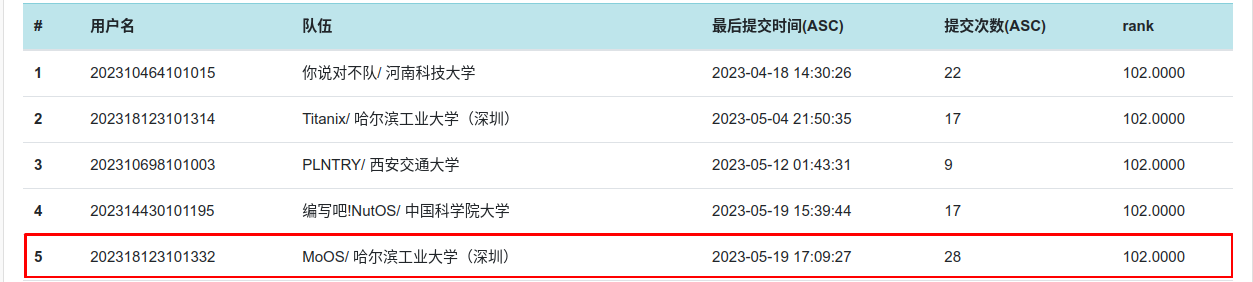 # 用户名 队伍 最后提交时间(ASC) 提交次数(ASC) rank
1 202310464101015 你说对不队/ 河南科技大学 2023-04-18 14:30:26 22 102.0000
2 202318123101314 Titanix/ 哈尔滨工业大学（深圳） 2023-05-04 21:50:35 17 102.0000
3 202310698101003 PLNTRY/ 西安交通大学 2023-05-12 01:43:31 9 102.0000
4 202314430101195 编写吧!NutOS/ 中国科学院大学 2023-05-19 15:39:44 17 102.0000
5 202318123101332 MoOS/ 哈尔滨工业大学（深圳） 2023-05-19 17:09:27 28 102.0000